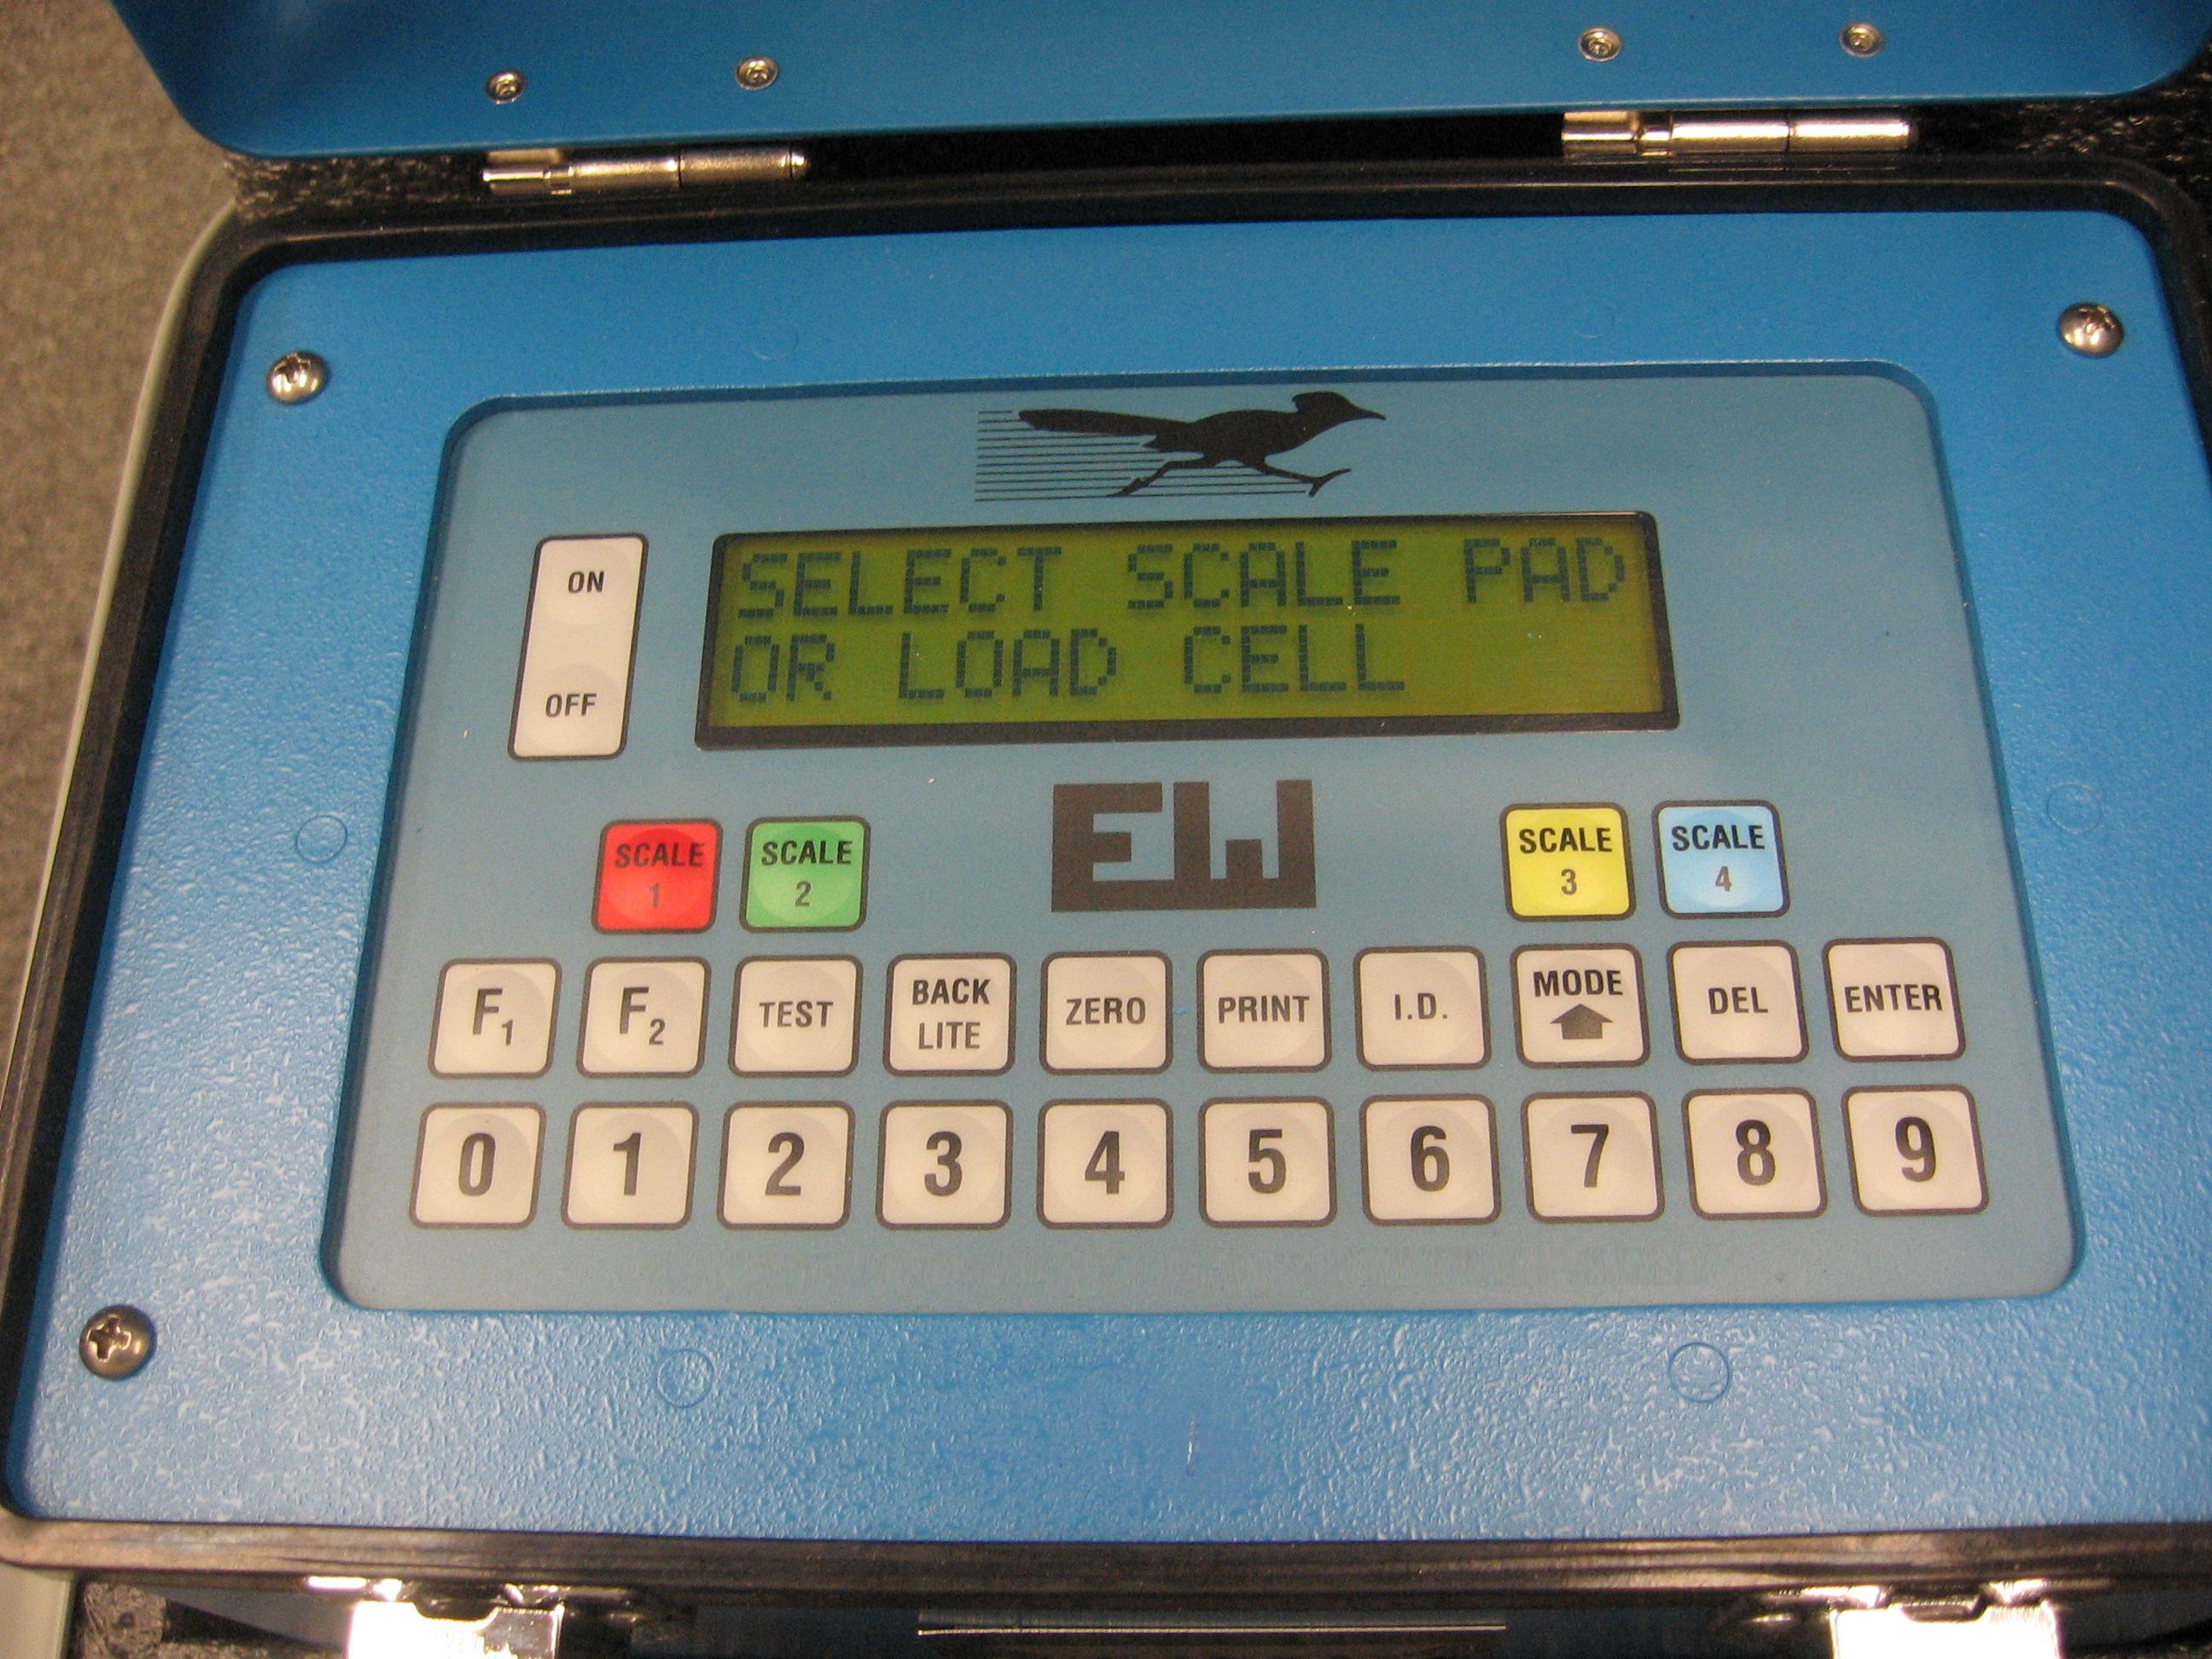 SELECT SCALE PAD
OR LOAD CELL
ON
OFF
EW
SCALE 1
SCALE 2
SCALE 3
SCALE 4
F1
F2
TEST
BACK LITE
ZERO
PRINT
I.D.
MODE
DEL
ENTER
0 1 2 3 4 5 6 7 8 9